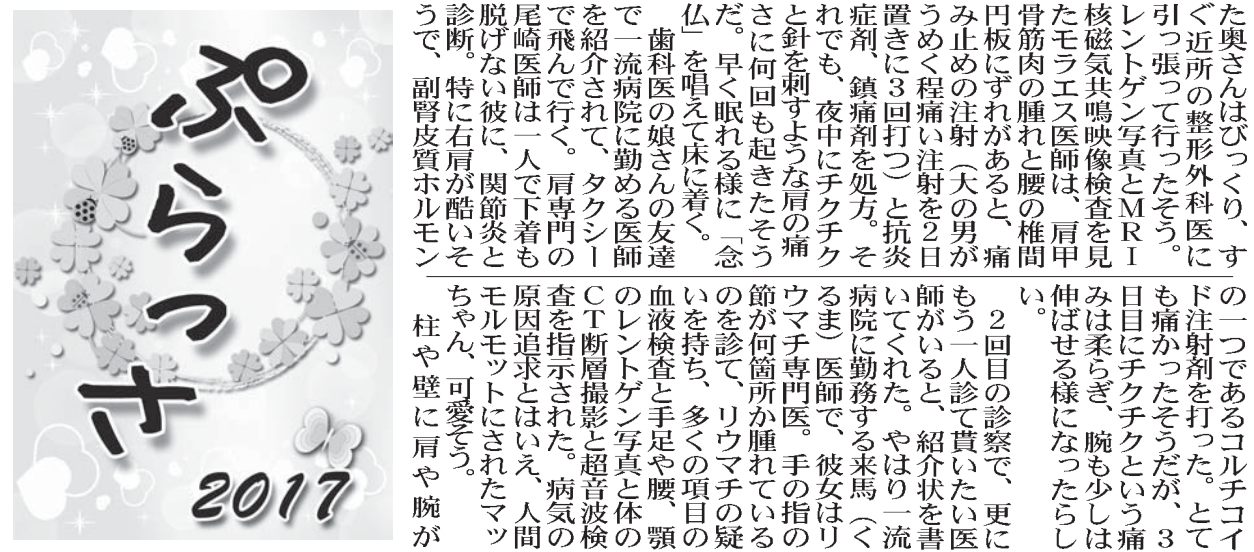 ぷらっさ
2017
た奥さんはびっくり、す
ぐ近所の整形外科医に
引っ張って行ったそう。
レントゲン写真とMRI
核磁気共鳴映像検査を見
たモラエス医師は、肩甲
骨筋肉の腫れと腰の椎間
円板にずれがあると、痛
み止めの注射（大の男が
うめく程痛い注射を2日
置きに3回打つ）と抗炎
症剤、鎮痛剤を処方。そ
れでも、夜中にチクチク
と針を刺すような肩の痛
さに何回も起きたそう
だ。早く眠れる様に「念
仏」を唱えて床に着く。
歯科医の娘さんの友達
で一流病院に勤める医師
を紹介されて、タクシー
で飛んで行く。肩専門の
尾崎医師は一人で下着も
脱げない彼に、関節炎と
診断。特に右肩が酷いそ
うで、副腎皮質ホルモン
の一つであるコルチコイ
ド注射剤を打った。とて
も痛かったそうだが、3
日目にチクチクという痛
みは柔らぎ、腕も少しは
伸ばせる様になったらし
い。
2回目の診察で、更に
もう一人診て貰いたい医
師がいると、紹介状を書
いてくれた。やはり一流
病院に勤務する来馬（く
るま）医師で、彼女はリ
ウマチ専門医。手の指の
節が何箇所か腫れている
のを診て、リウマチの疑
いを持ち、多くの項目の
血液検査と手足や腰、顎
のレントゲン写真と体の
CT断層撮影と超音波検
査を指示された。病気の
原因追求とはいえ、人間
モルモットにされたマッ
ちゃん、可愛そう。
柱や壁に肩や腕が